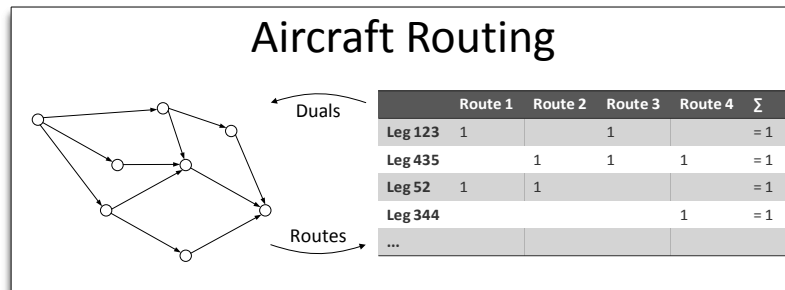 Aircraft Routing
Duals
Routes
Route 1 Route 2 Route 3 Route 4 ∑
Leg 123 1 1 = 1
Leg 435 1 1 1 = 1
Leg 52 1 1 = 1
Leg 344 1 = 1
...